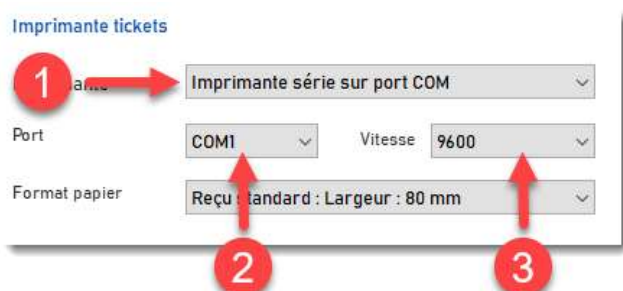 Imprimante tickets
1 Imprimante série sur port COM
Port COM1 Vitesse 9600
Format papier Reçu standard : Largeur : 80 mm
2 3